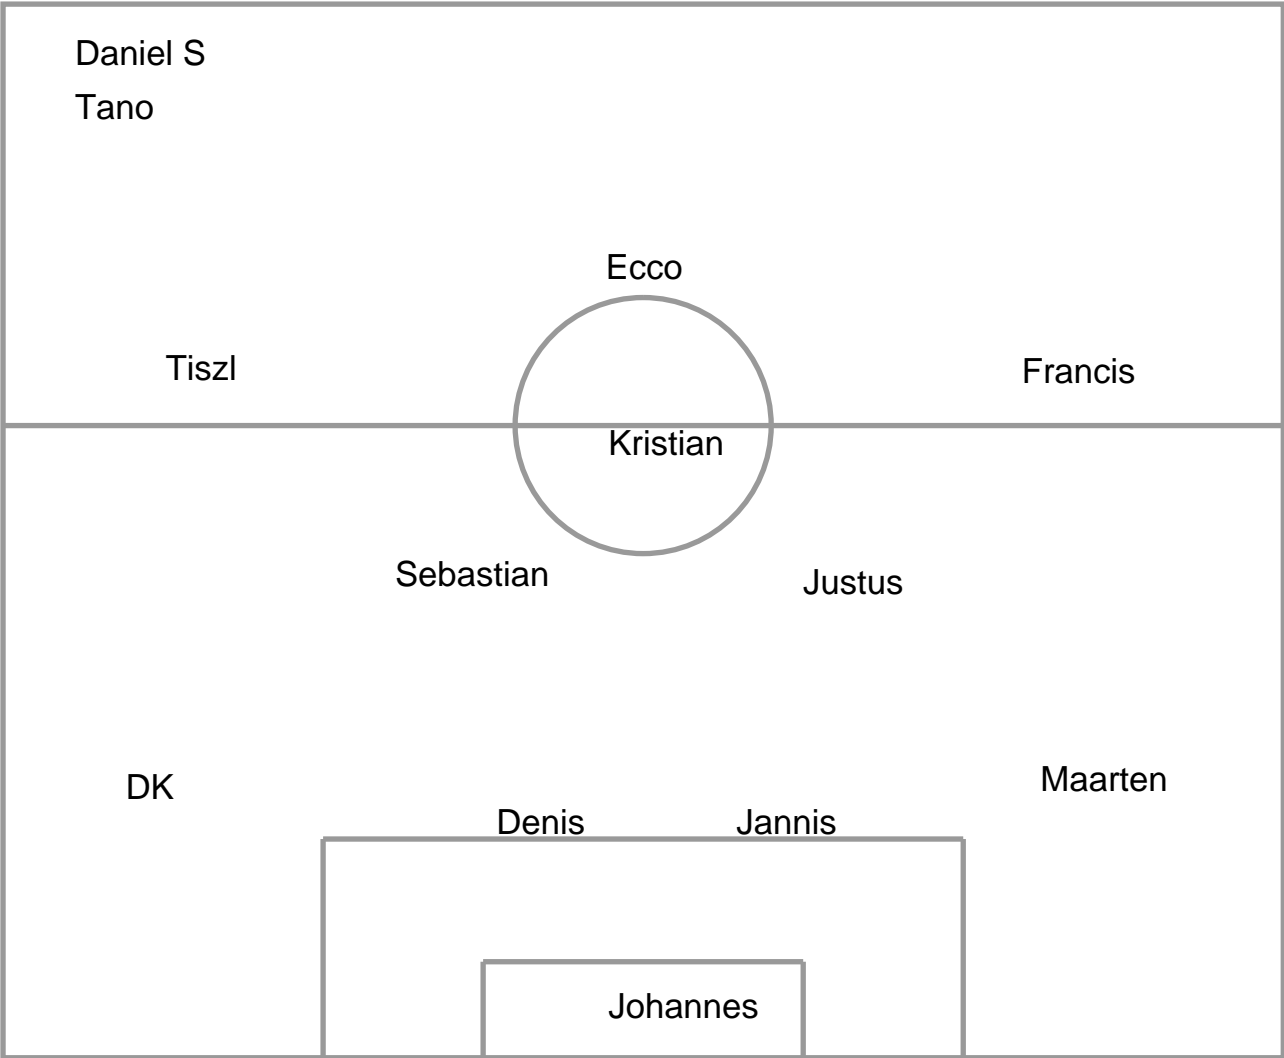 Daniel S
Tano
Ecco
Tiszl
Francis
Kristian
Sebastian
Justus
DK
Maarten
Denis
Jannis
Johannes